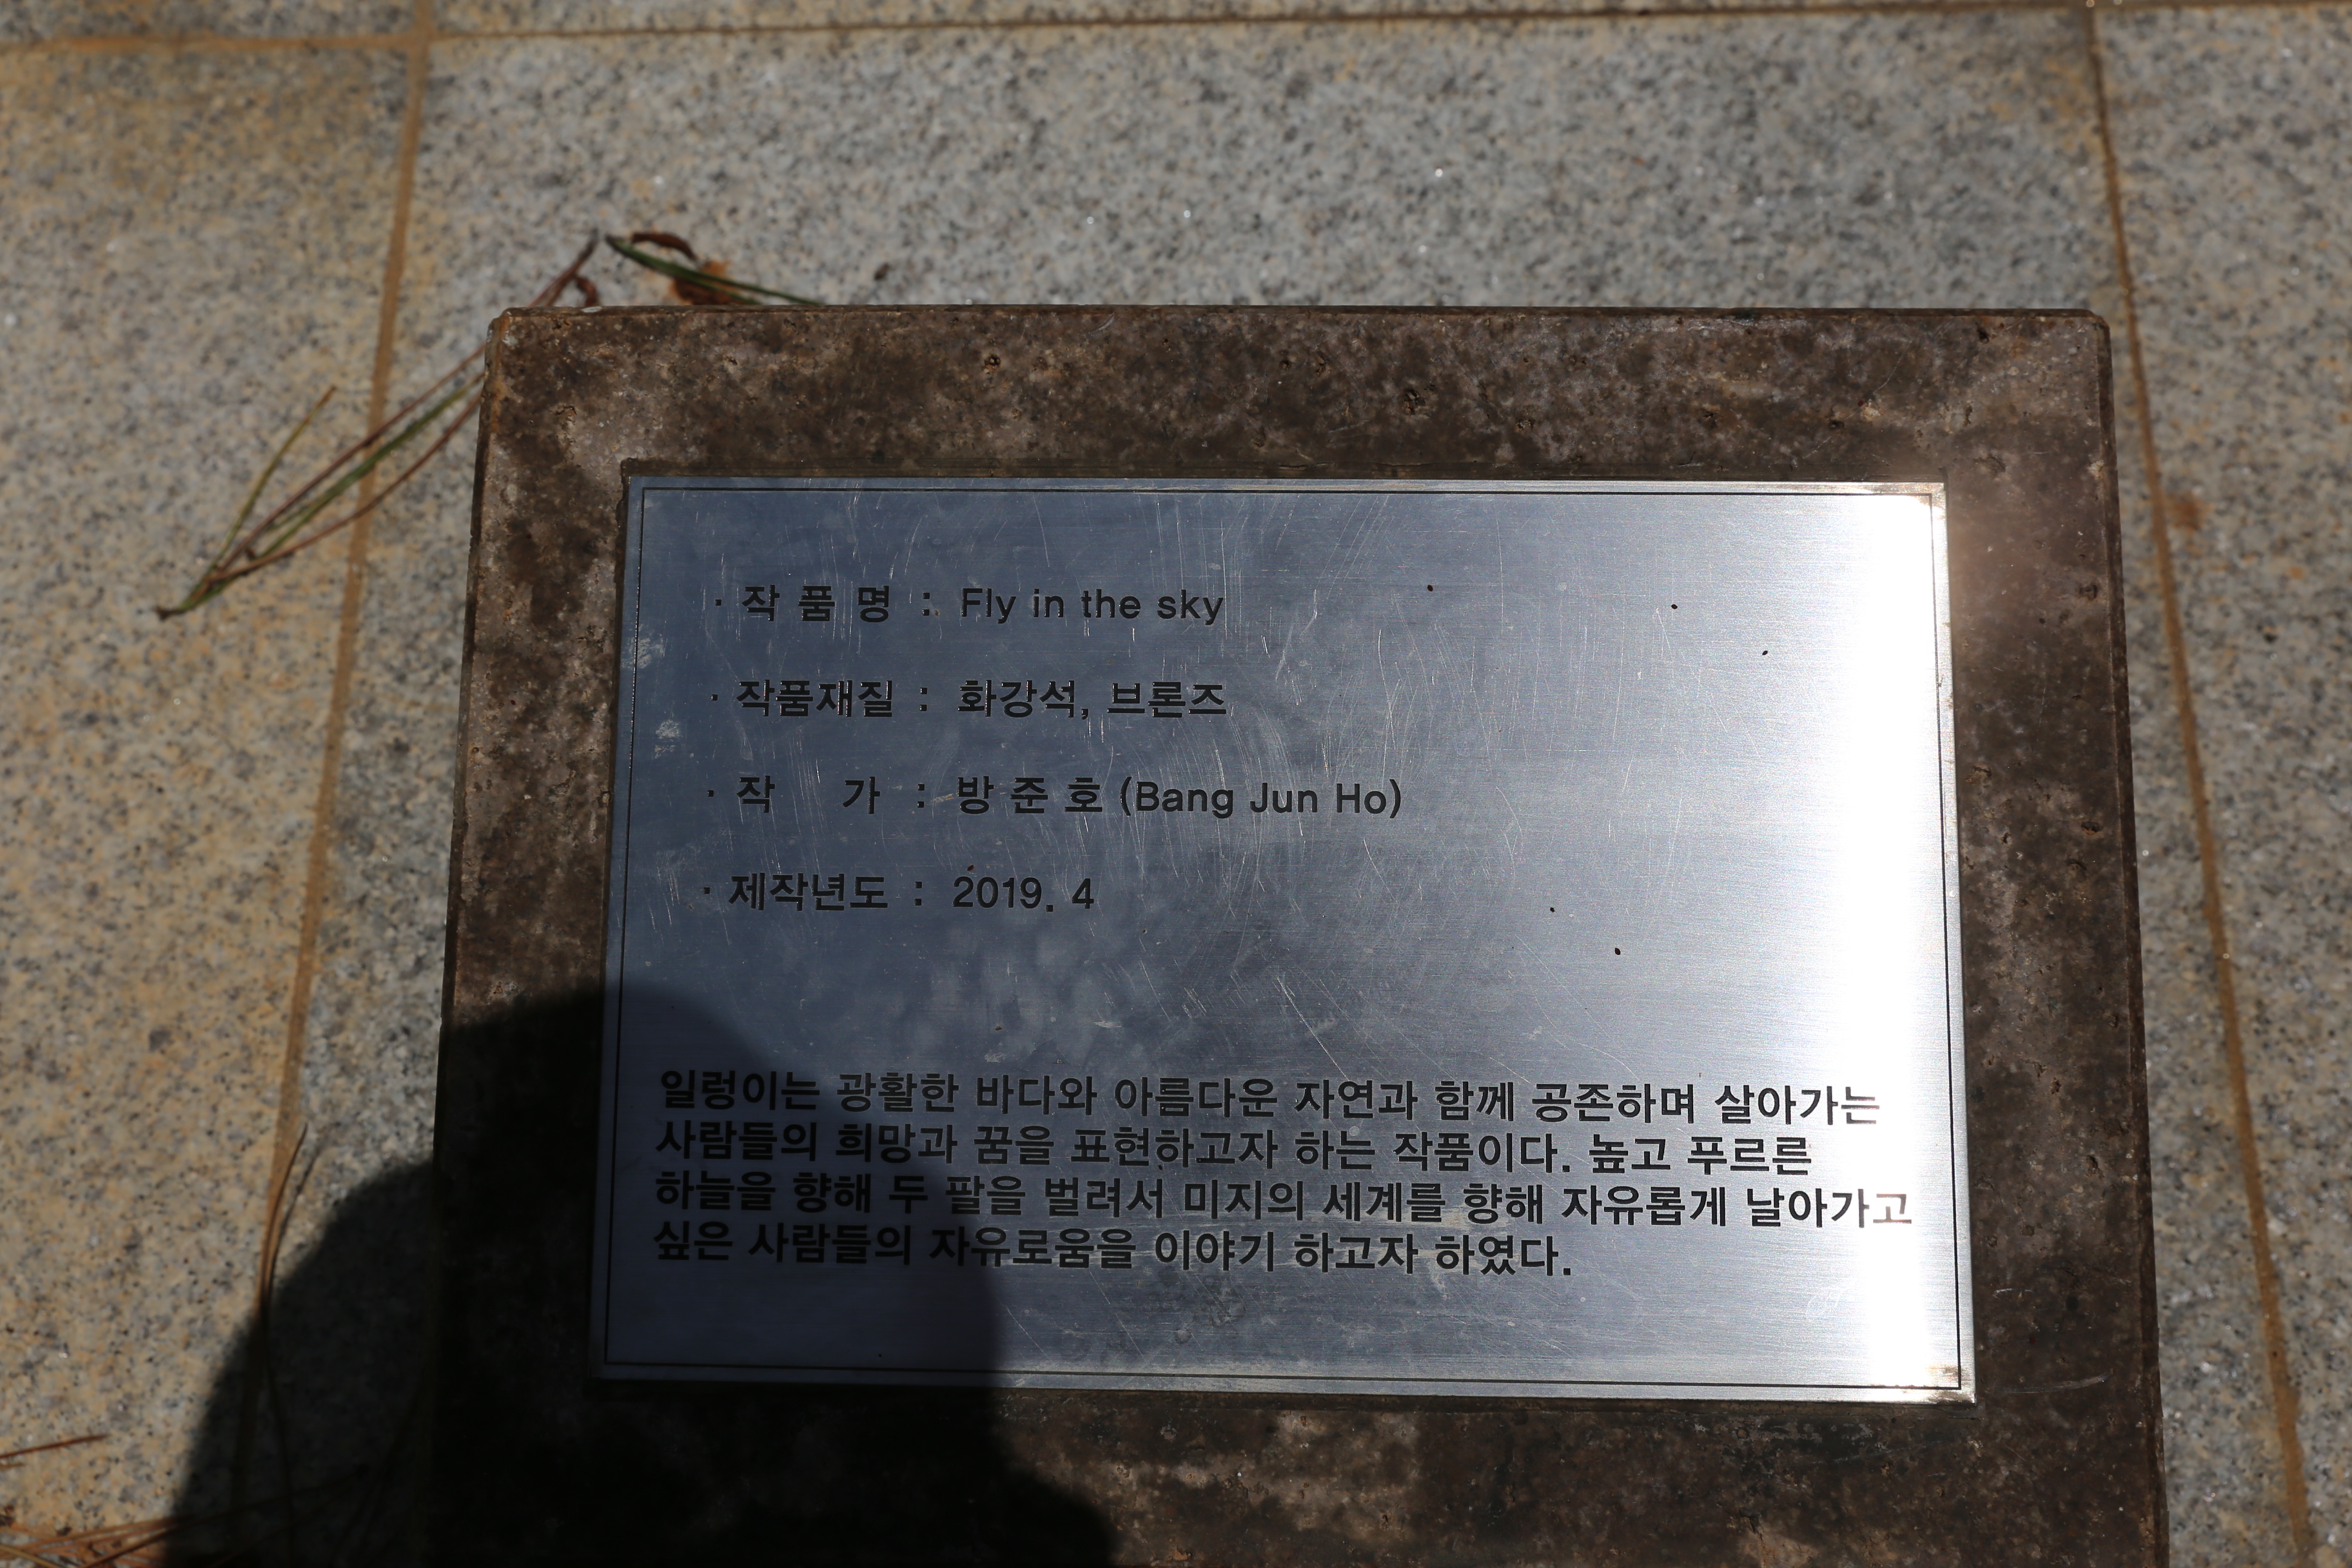 · 작 품 명 : Fly in the sky
· 작품재질 : 화강석, 브론즈
· 작 가 : 방 준 호 (Bang Jun Ho)
· 제작년도 : 2019. 4
일렁이는 광활한 바다와 아름다운 자연과 함께 공존하며 살아가는
사람들의 희망과 꿈을 표현하고자 하는 작품이다. 높고 푸르른
하늘을 향해 두 팔을 벌려서 미지의 세계를 향해 자유롭게 날아가고
싶은 사람들의 자유로움을 이야기 하고자 하였다.